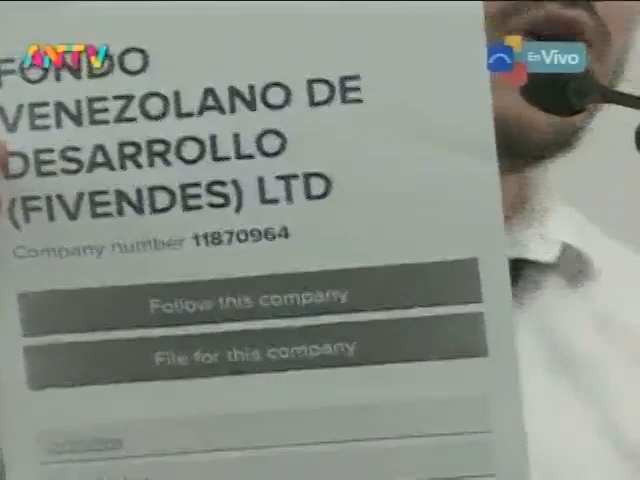 ANTV
En Vivo
FONDO
VENEZOLANO DE
DESARROLLO
(FIVENDES) LTD
Company number 11870964
Follow this company
File for this company